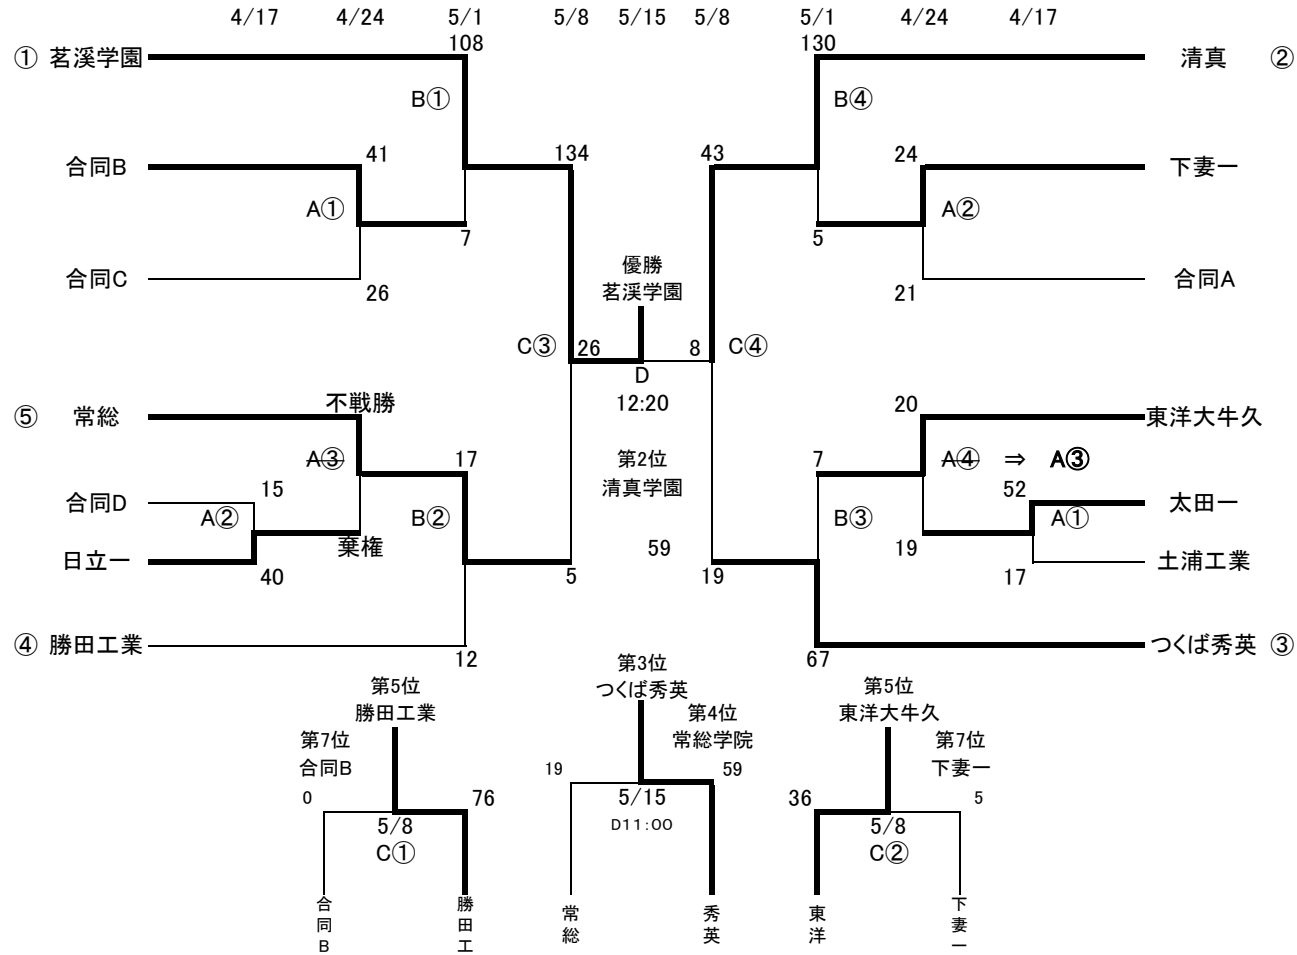 4/17 4/24 5/1 5/8 5/15 5/8 5/1 4/24 4/17
108 130
① 茗溪学園 清真 ②
B① B④
合同B 41 134 43 24 下妻一
A① A②
7 5
合同C 26 21 合同A
優勝
茗溪学園
C③ 26 8 C④
D
12:20
⑤ 常総 不戦勝 20 東洋大牛久
A③ 17 第2位 7 A④ ⇒ A③
清真学園
合同D 15 52 太田一
A② B② B③ A①
日立一 棄権 59 19 土浦工業
40 5 19 17
④ 勝田工業 12 67 つくば秀英 ③
第3位
つくば秀英
第5位 第5位
勝田工業 東洋大牛久
第4位
常総学院
第7位 第7位
合同B 下妻一
0 76 19 59 36 5
5/8 5/15 5/8
C① D11:00 C②
合同B 勝田工 常総 秀英 東洋 下妻一